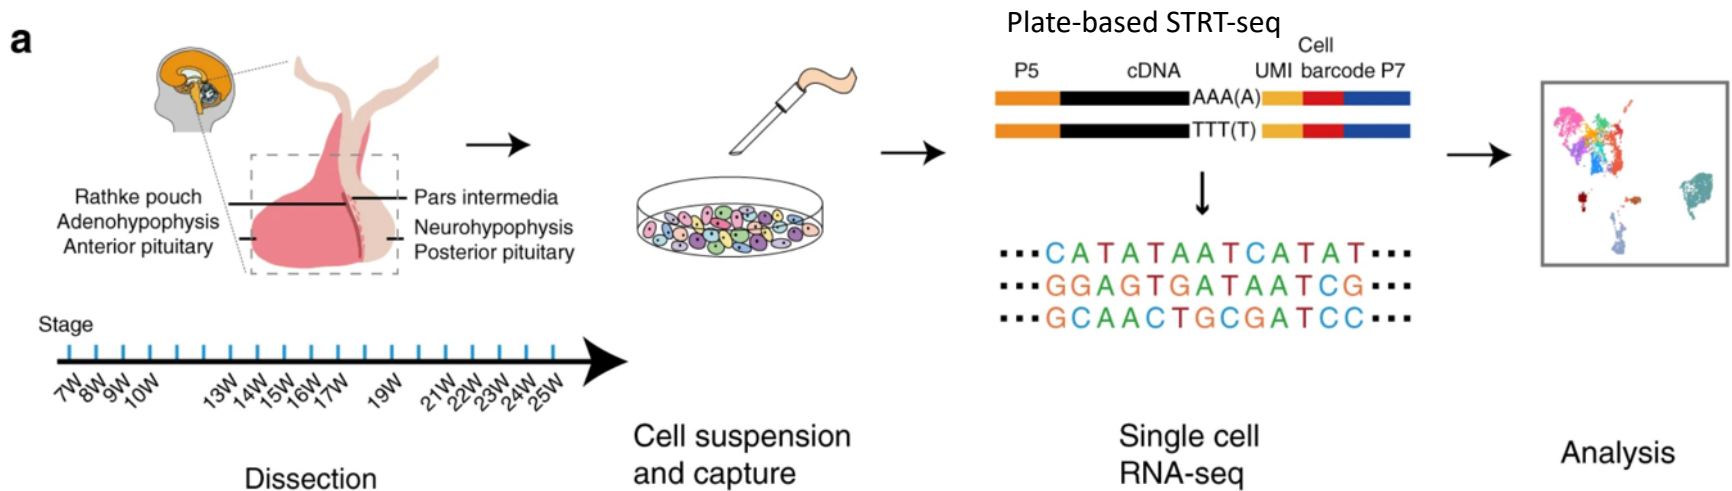 a
Plate-based STRT-seq
Cell
P5 cDNA UMI barcode P7
AAA(A)
TTT(T)
Rathke pouch
Adenohypophysis
Anterior pituitary
Pars intermedia
Neurohypophysis
Posterior pituitary
···CATATAATCATAT···
···GGAGTGATAATCG···
···GCAACTGCGATCC···
Stage
7W 8W 9W 10W 13W 14W 15W 16W 17W 19W 21W 22W 23W 24W 25W
Dissection
Cell suspension
and capture
Single cell
RNA-seq
Analysis